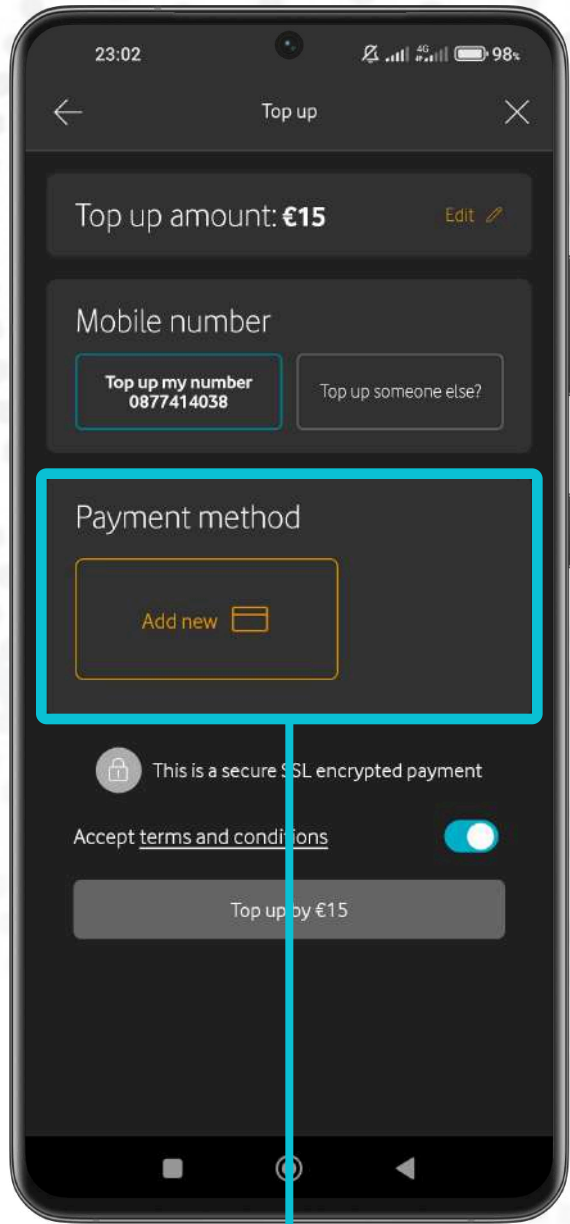 23:02
4G
98%
Top up
Top up amount: €15
Edit
Mobile number
Top up my number
0877414038
Top up someone else?
Payment method
Add new
This is a secure SSL encrypted payment
Accept terms and conditions
Top up by €15